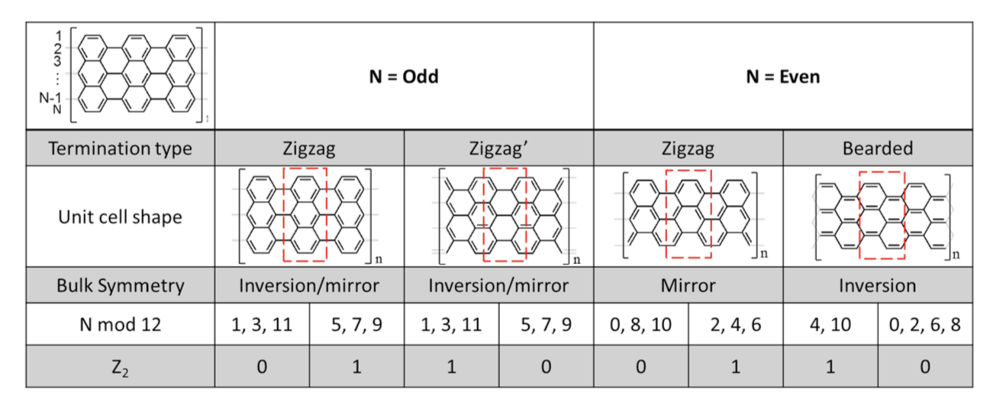 1
2
3
⋮
N-1
N
N = Odd
N = Even
Termination type
Zigzag
Zigzag′
Zigzag
Bearded
Unit cell shape
n
n
n
n
Bulk Symmetry
Inversion/mirror
Inversion/mirror
Mirror
Inversion
N mod 12
1, 3, 11
5, 7, 9
1, 3, 11
5, 7, 9
0, 8, 10
2, 4, 6
4, 10
0, 2, 6, 8
Z₂
0
1
1
0
0
1
1
0